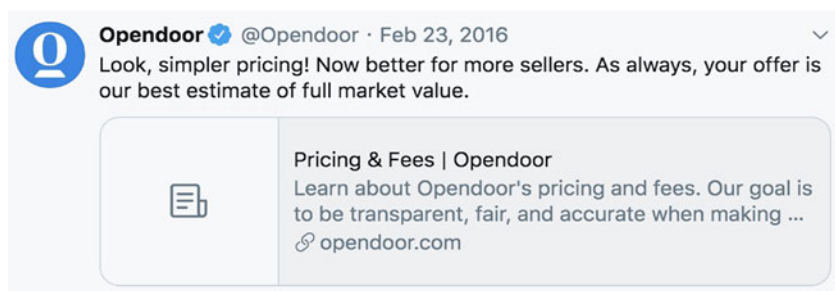 Opendoor @Opendoor · Feb 23, 2016
Look, simpler pricing! Now better for more sellers. As always, your offer is
our best estimate of full market value.
Pricing & Fees | Opendoor
Learn about Opendoor's pricing and fees. Our goal is
to be transparent, fair, and accurate when making ...
opendoor.com